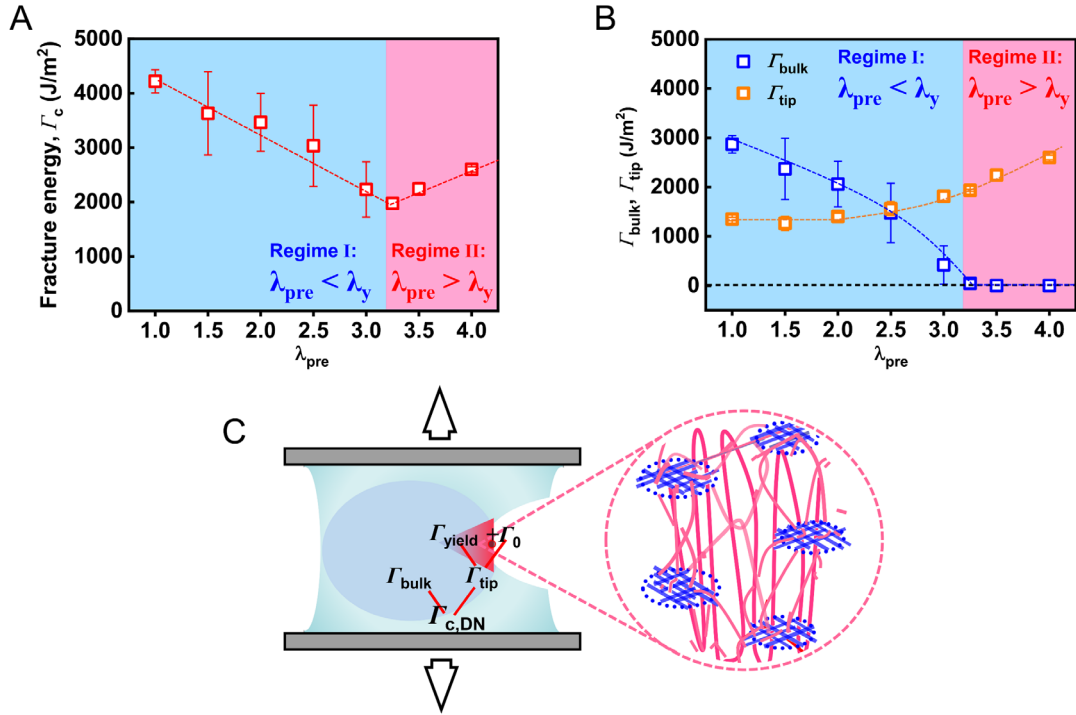 A
Fracture energy, Γc (J/m²)
5000
4000
3000
2000
1000
0
Regime I:
λpre < λy
Regime II:
λpre > λy
1.0 1.5 2.0 2.5 3.0 3.5 4.0
λpre
B
Γbulk, Γtip (J/m²)
5000
4000
3000
2000
1000
0
Γbulk
Γtip
Regime I:
λpre < λy
Regime II:
λpre > λy
1.0 1.5 2.0 2.5 3.0 3.5 4.0
λpre
C
Γyield + Γ0
Γbulk Γtip
Γc,DN